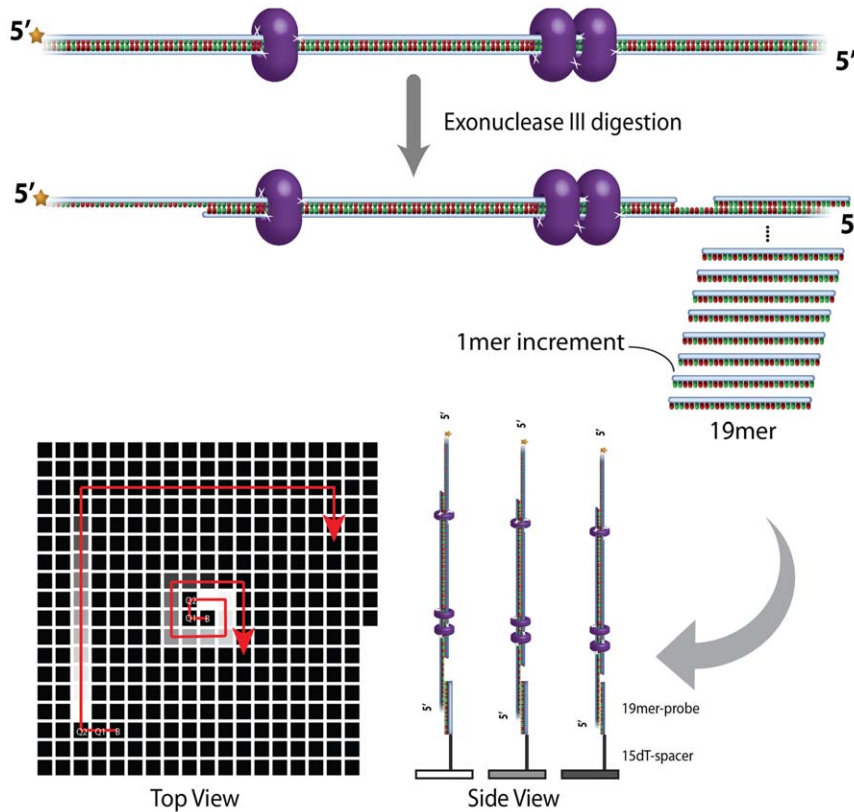 5'
5'
Exonuclease III digestion
5'
5
1mer increment
19mer
5'
5'
5'
Q2
Q1 B
Q2 Q1 B
5'
5'
5'
19mer-probe
15dT-spacer
Top View
Side View